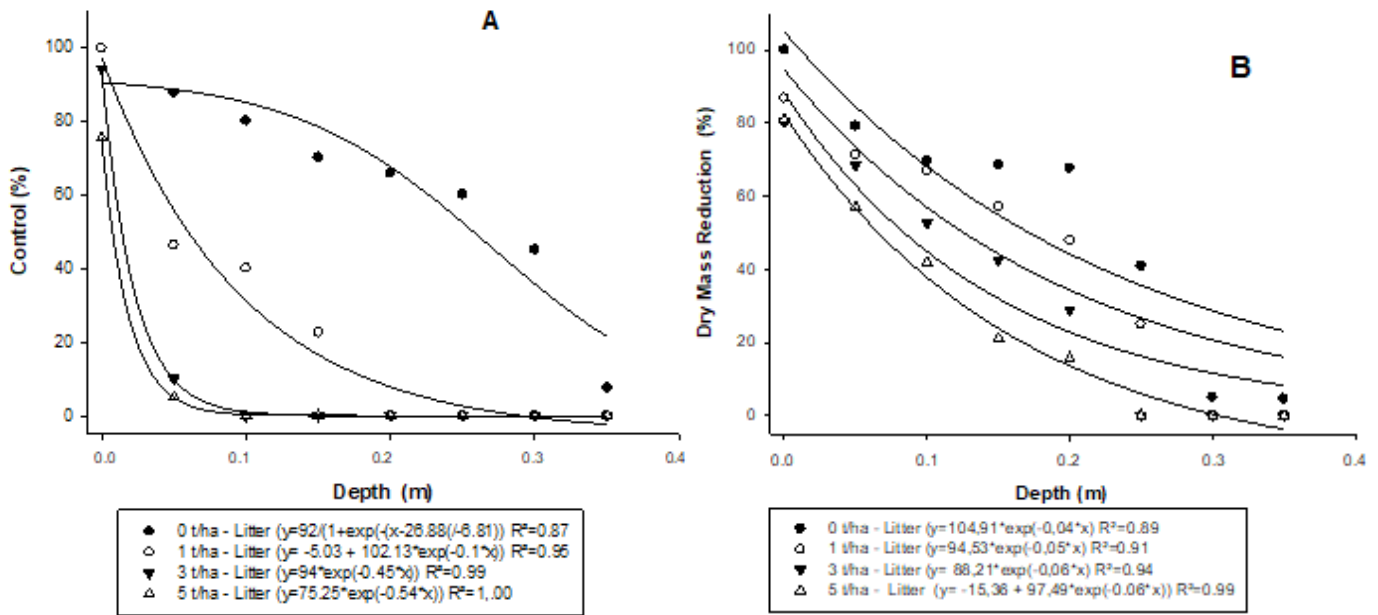 A
Control (%)
100
80
60
40
20
0
0.0 0.1 0.2 0.3 0.4
Depth (m)
0 t/ha - Litter (y=92/(1+exp(-(x-26.88(/-6.81)) R²=0.87
1 t/ha - Litter (y= -5.03 + 102.13*exp(-0.1*x)) R²=0.95
3 t/ha - Litter (y=94*exp(-0.45*x)) R²=0.99
5 t/ha - Litter (y=75.25*exp(-0.54*x)) R²=1,.00
B
Dry Mass Reduction (%)
100
80
60
40
20
0
0.0 0.1 0.2 0.3 0.4
Depth (m)
0 t/ha - Litter (y=104,91*exp(-0,04*x) R²=0.89
1 t/ha - Litter (y=94,53*exp(-0,05*x) R²=0.91
3 t/ha - Litter (y= 88,21*exp(-0,06*x) R²=0.94
5 t/ha - Litter (y= -15,36 + 97,49*exp(-0.06*x)) R²=0.99